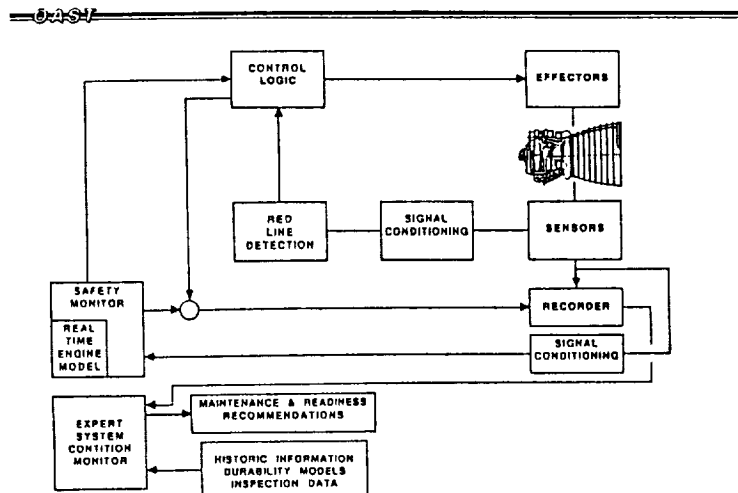 OAST
CONTROL
LOGIC
EFFECTORS
RED
LINE
DETECTION
SIGNAL
CONDITIONING
SENSORS
SAFETY
MONITOR
REAL
TIME
ENGINE
MODEL
RECORDER
SIGNAL
CONDITIONING
EXPERT
SYSTEM
CONTITION
MONITOR
MAINTENANCE & READINESS
RECOMMENDATIONS
HISTORIC INFORMATION
DURABILITY MODELS
INSPECTION DATA